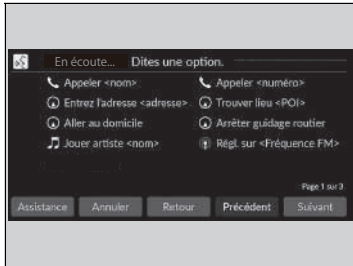 En écoute... Dites une option.
Appeler <nom> Appeler <numéro>
Entrez l'adresse <adresse> Trouver lieu <POI>
Aller au domicile Arrêter guidage routier
Jouer artiste <nom> Régl. sur <Fréquence FM>
Page 1 sur 3
Assistance Annuler Retour Précédent Suivant